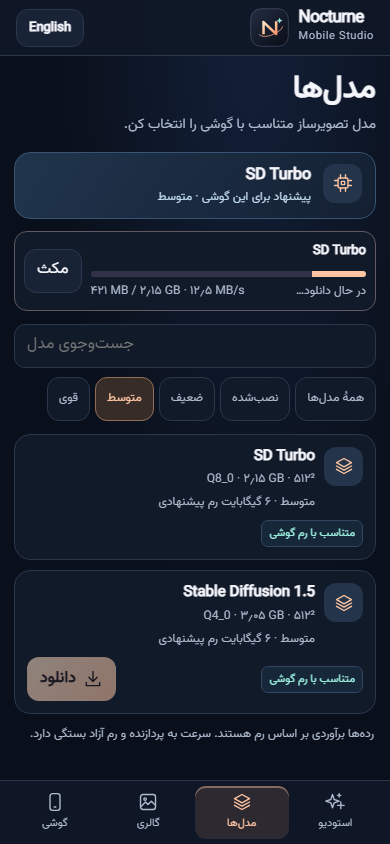 Nocturne
Mobile Studio
English
مدل‌ها
مدل تصویرساز متناسب با گوشی را انتخاب کن.
SD Turbo
پیشنهاد برای این گوشی · متوسط
SD Turbo
مکث
در حال دانلود…
۴۲۱ MB / ۲٫۱۵ GB · ۱۲٫۵ MB/s
جست‌وجوی مدل
همهٔ مدل‌ها
نصب‌شده
ضعیف
متوسط
قوی
SD Turbo
Q8_0 · ۲٫۱۵ GB · ۵۱۲²
متوسط · ۶ گیگابایت رم پیشنهادی
متناسب با رم گوشی
Stable Diffusion 1.5
Q4_0 · ۳٫۰۵ GB · ۵۱۲²
متوسط · ۶ گیگابایت رم پیشنهادی
متناسب با رم گوشی
دانلود
رده‌ها برآوردی بر اساس رم هستند. سرعت به پردازنده و رم آزاد بستگی دارد.
استودیو
مدل‌ها
گالری
گوشی